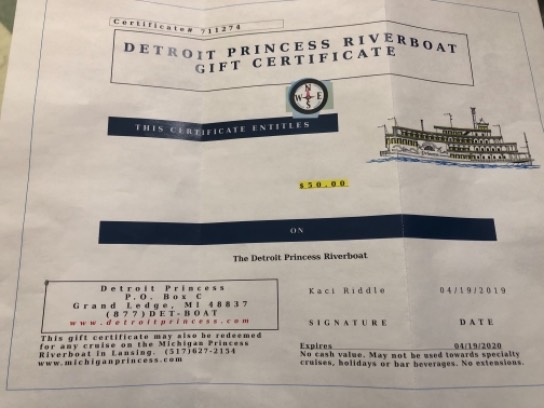 Certificate# 711274
DETROIT PRINCESS RIVERBOAT
GIFT CERTIFICATE
N
W E
S
THIS CERTIFICATE ENTITLES
$50.00
ON
The Detroit Princess Riverboat
Detroit Princess
P.O. Box C
Grand Ledge, MI 48837
(877)DET-BOAT
www.detroitprincess.com
This gift certificate may also be redeemed
for any cruise on the Michigan Princess
Riverboat in Lansing. (517)627-2154
www.michiganprincess.com
Kaci Riddle 04/19/2019
SIGNATURE DATE
Expires 04/19/2020
No cash value. May not be used towards specialty
cruises, holidays or bar beverages. No extensions.